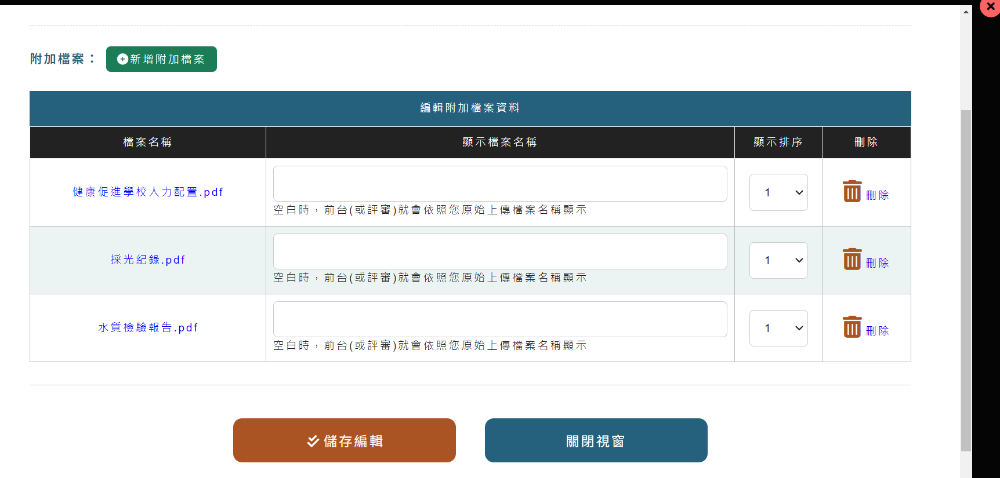 附加檔案：
新增附加檔案
編輯附加檔案資料
檔案名稱 顯示檔案名稱 顯示排序 刪除
健康促進學校人力配置.pdf 1 刪除
空白時，前台(或評審)就會依照您原始上傳檔案名稱顯示
採光紀錄.pdf 1 刪除
空白時，前台(或評審)就會依照您原始上傳檔案名稱顯示
水質檢驗報告.pdf 1 刪除
空白時，前台(或評審)就會依照您原始上傳檔案名稱顯示
儲存編輯 關閉視窗